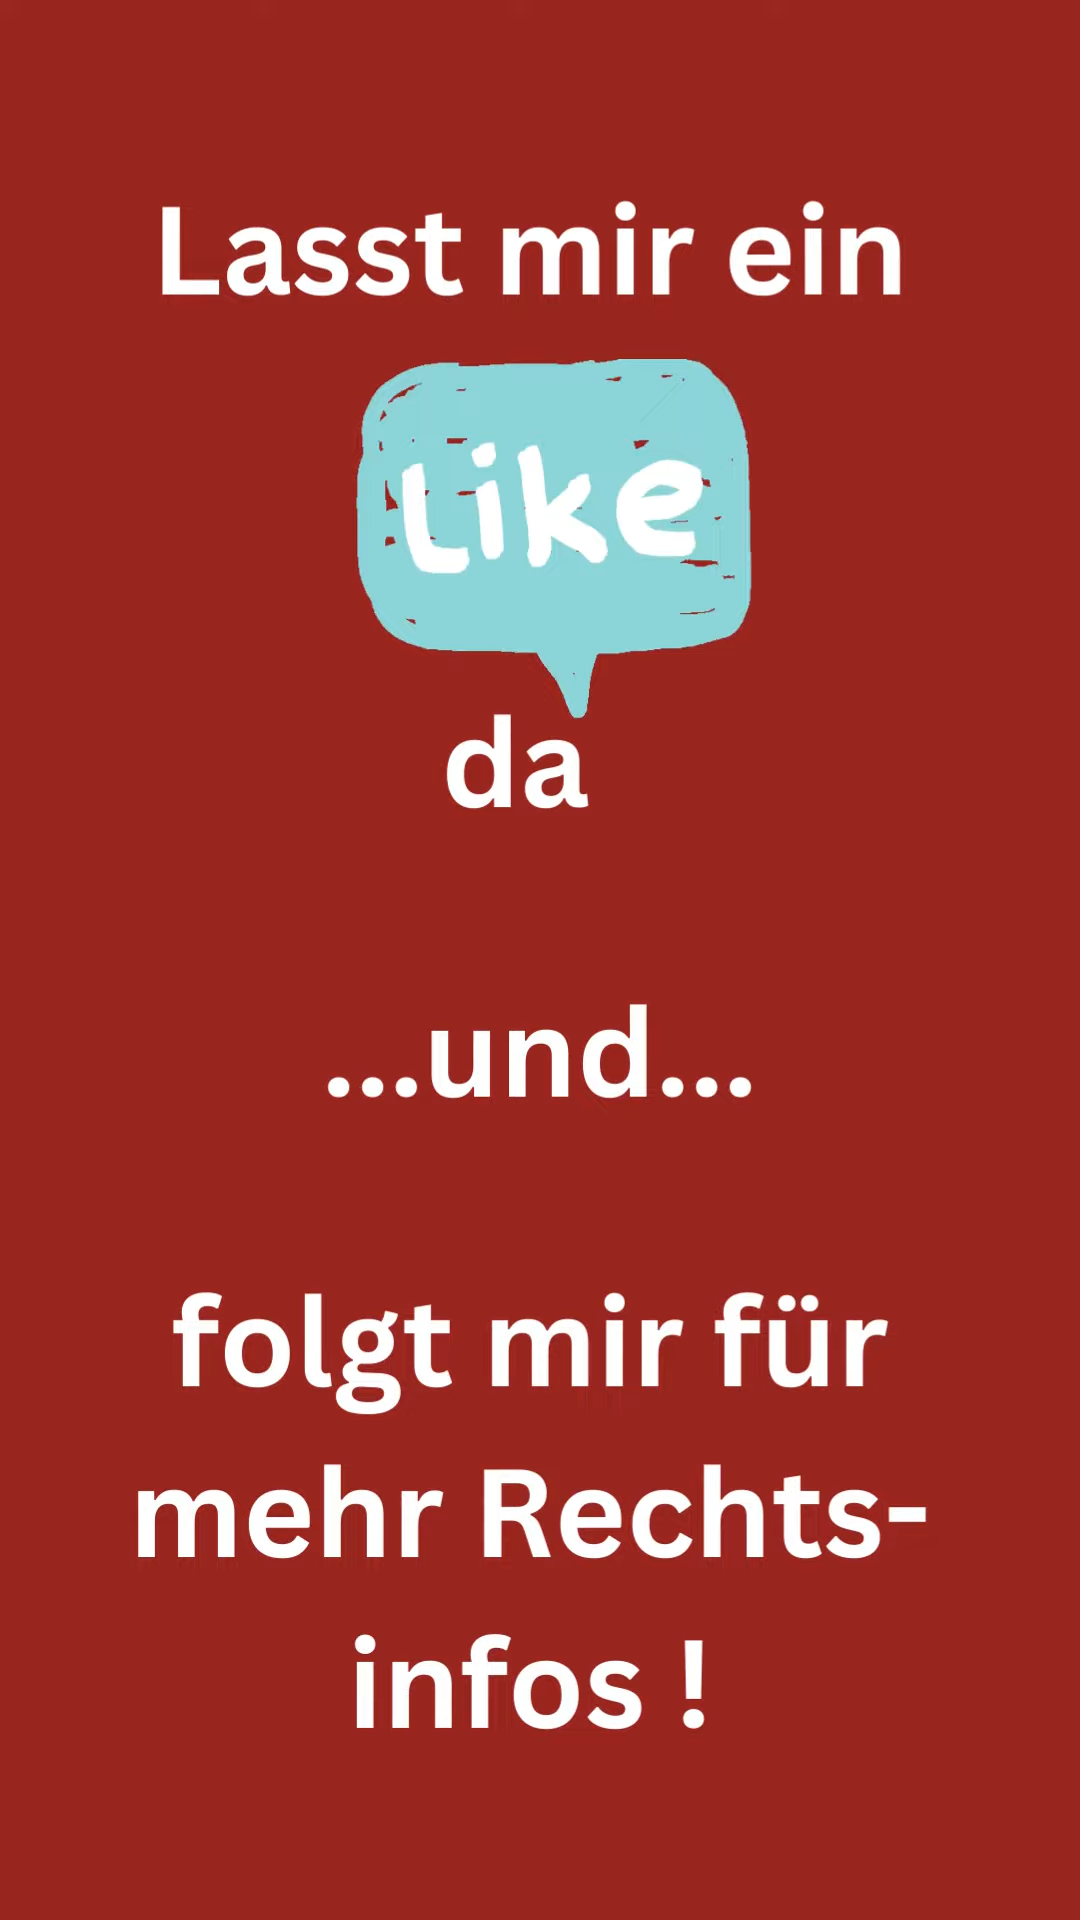 Lasst mir ein
Like
da
...und...
folgt mir für
mehr Rechts-
infos !